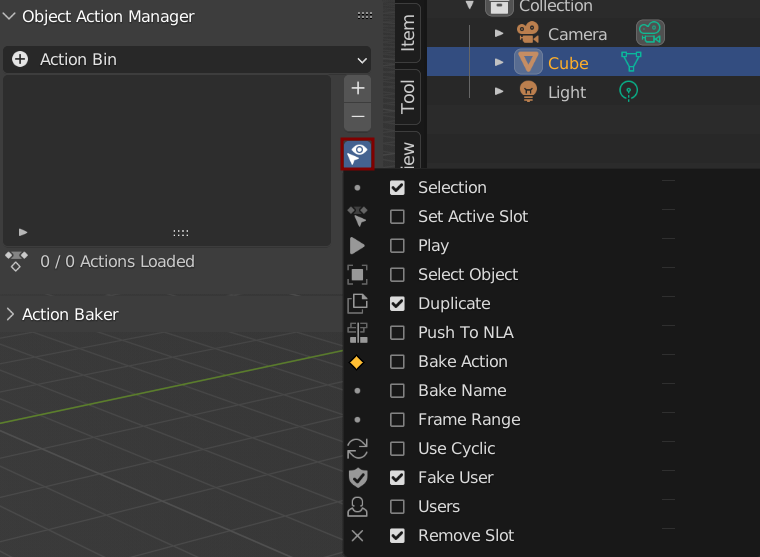 Object Action Manager
Action Bin
0 / 0 Actions Loaded
Action Baker
Item
Tool
iew
Collection
Camera
Cube
Light
Selection
Set Active Slot
Play
Select Object
Duplicate
Push To NLA
Bake Action
Bake Name
Frame Range
Use Cyclic
Fake User
Users
Remove Slot